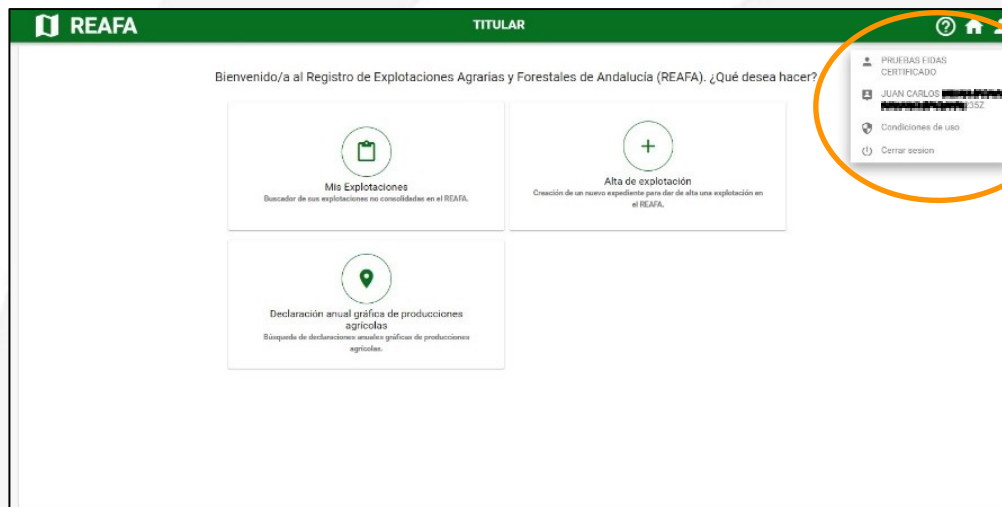 REAFA
TITULAR
Bienvenido/a al Registro de Explotaciones Agrarias y Forestales de Andalucía (REAFA). ¿Qué desea hacer?
PRUEBAS EIDAS
CERTIFICADO
JUAN CARLOS
235Z
Condiciones de uso
Cerrar sesion
Mis Explotaciones
Buscador de sus explotaciones no consolidadas en el REAFA.
Alta de explotación
Creación de un nuevo expediente para dar de alta una explotación en
el REAFA.
Declaración anual gráfica de producciones
agrícolas
Búsqueda de declaraciones anuales gráficas de producciones
agrícolas.